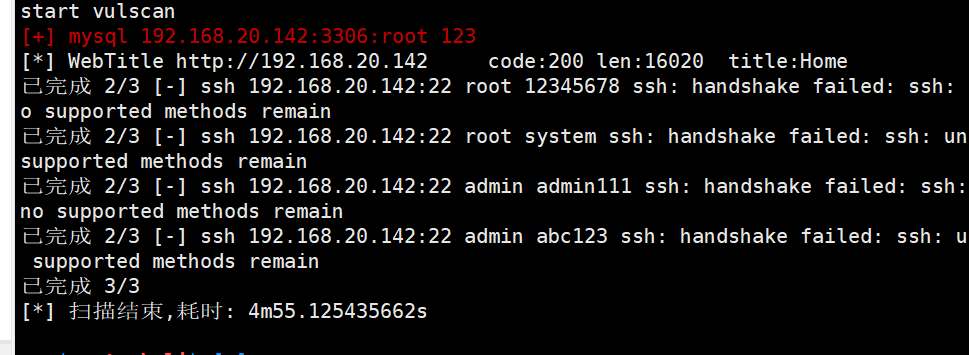 start vulscan
[+] mysql 192.168.20.142:3306:root 123
[*] WebTitle http://192.168.20.142 code:200 len:16020 title:Home
已完成 2/3 [-] ssh 192.168.20.142:22 root 12345678 ssh: handshake failed: ssh:
o supported methods remain
已完成 2/3 [-] ssh 192.168.20.142:22 root system ssh: handshake failed: ssh: un
supported methods remain
已完成 2/3 [-] ssh 192.168.20.142:22 admin admin111 ssh: handshake failed: ssh:
no supported methods remain
已完成 2/3 [-] ssh 192.168.20.142:22 admin abc123 ssh: handshake failed: ssh: u
supported methods remain
已完成 3/3
[*] 扫描结束,耗时: 4m55.125435662s